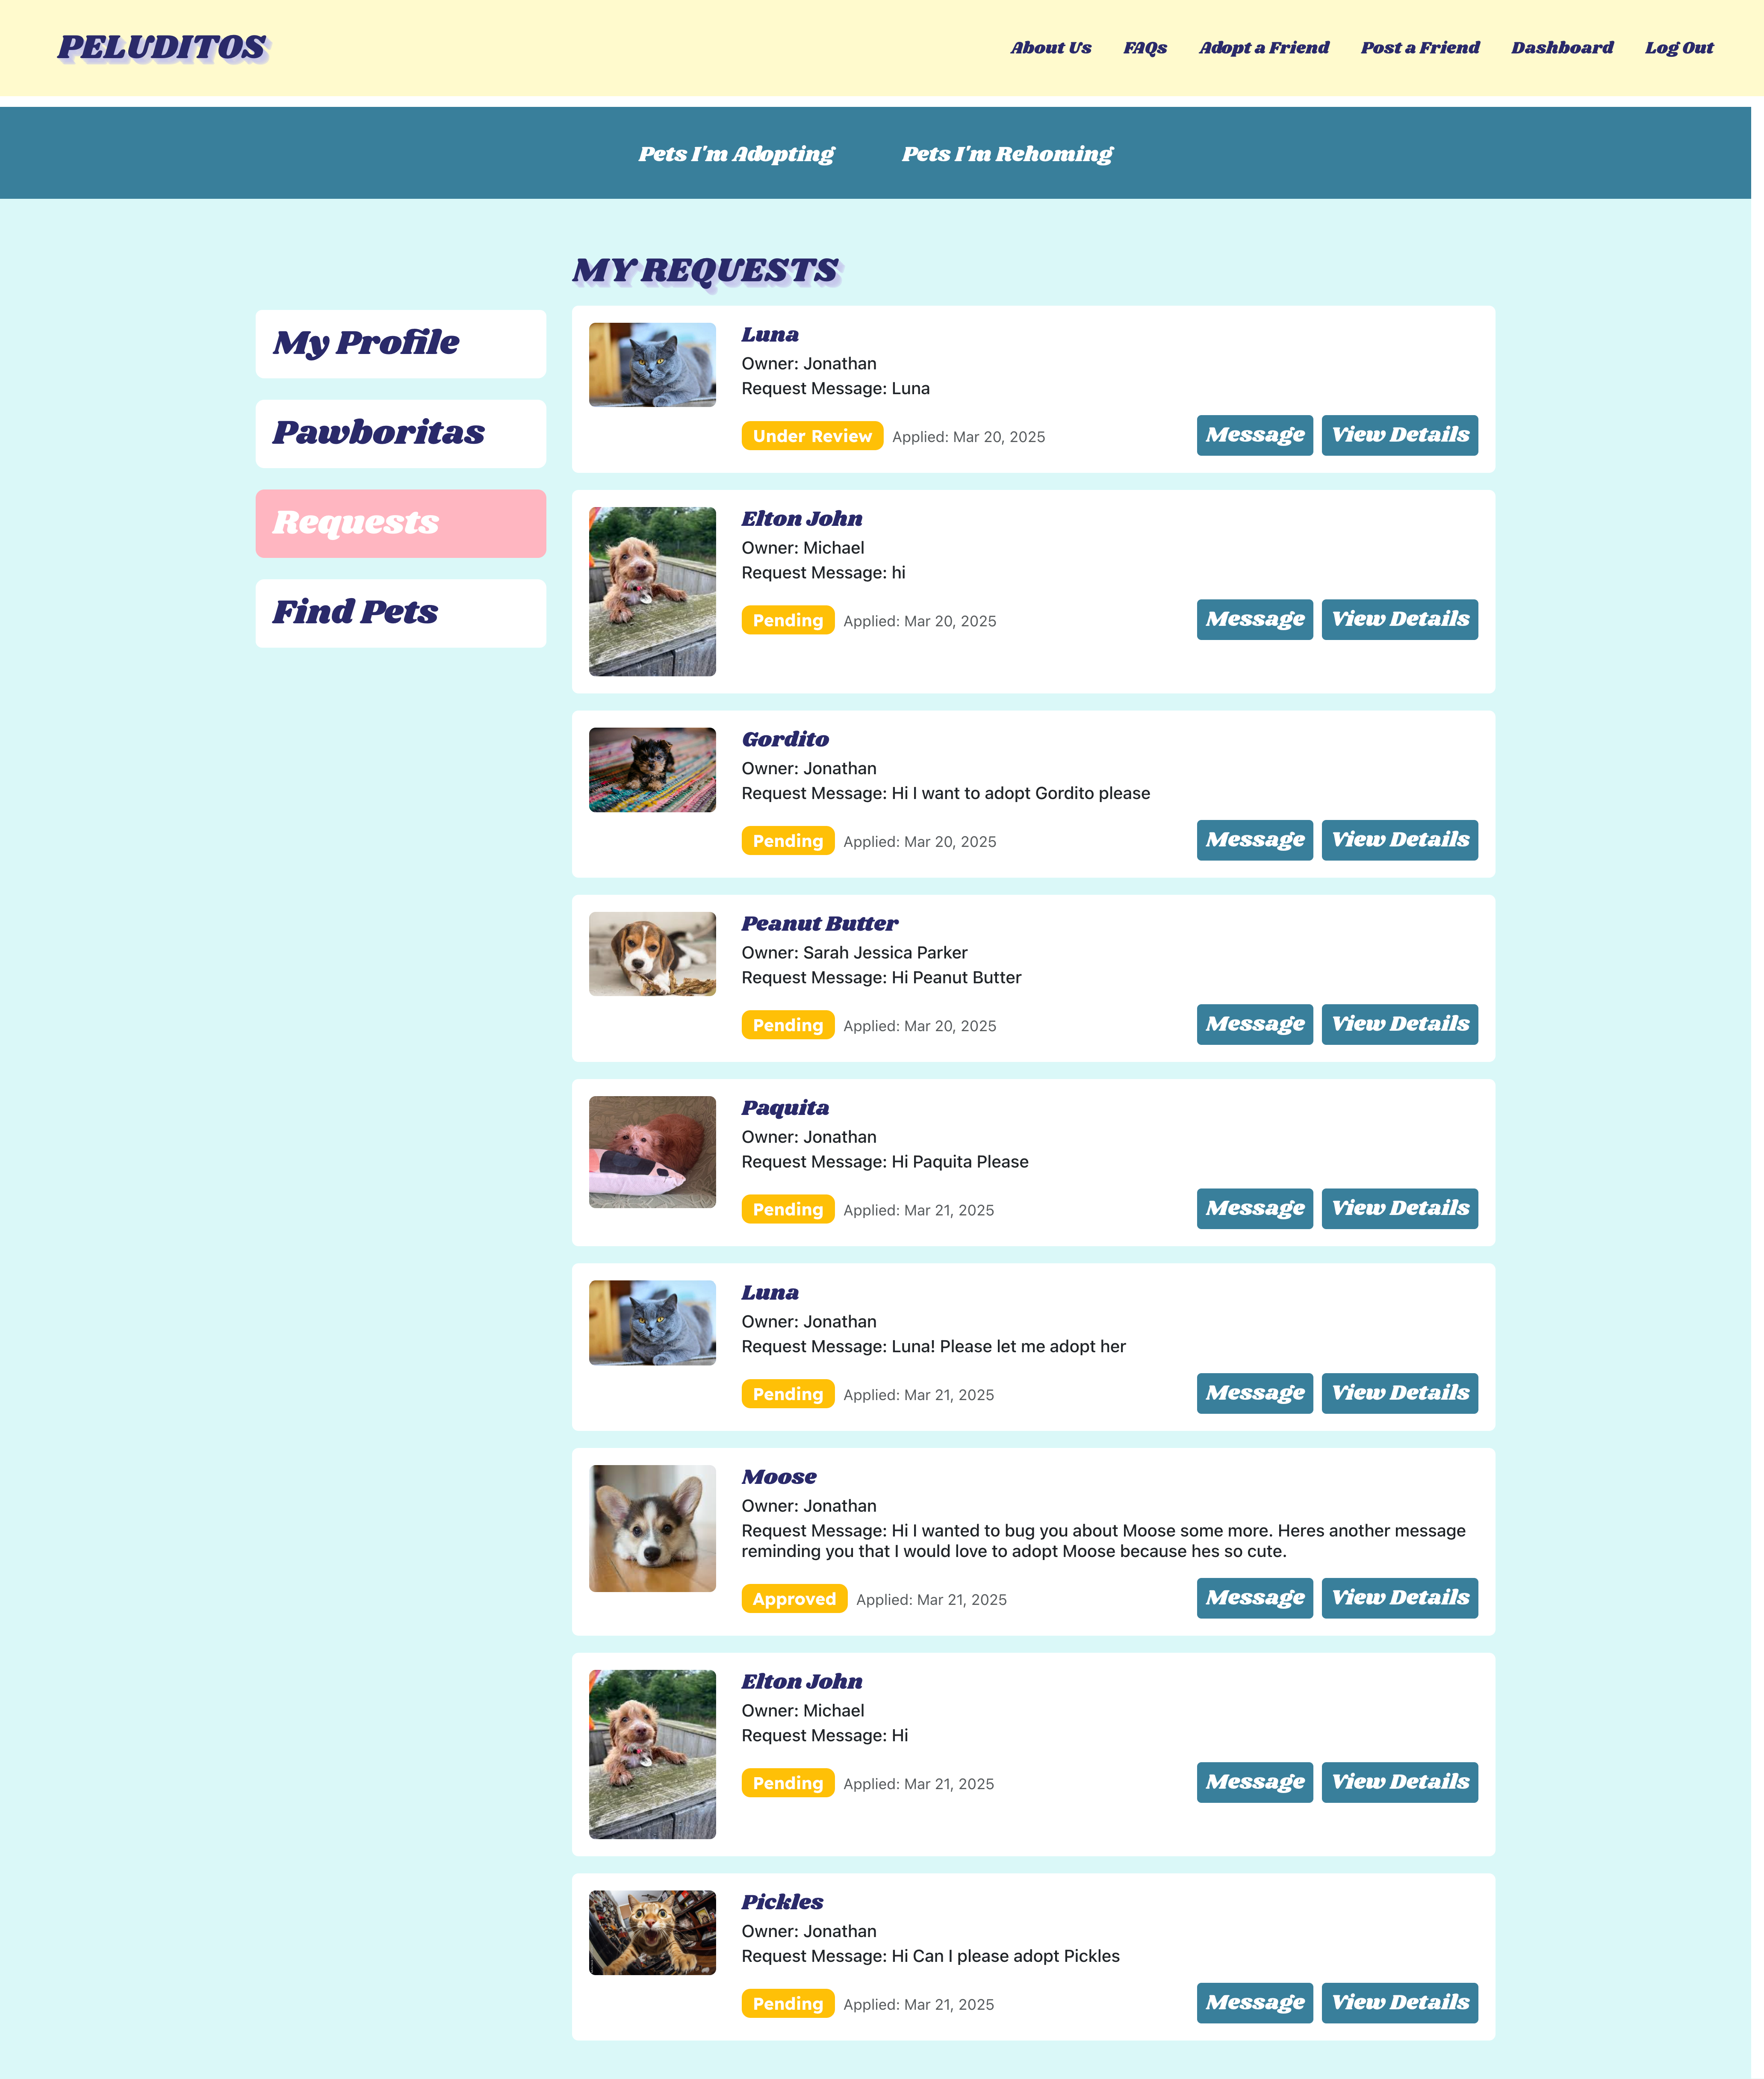 PELUDITOS
About Us
FAQs
Adopt a Friend
Post a Friend
Dashboard
Log Out
Pets I'm Adopting
Pets I'm Rehoming
My Profile
Pawboritas
Requests
Find Pets
MY REQUESTS
Luna
Owner: Jonathan
Request Message: Luna
Under Review Applied: Mar 20, 2025
Message
View Details
Elton John
Owner: Michael
Request Message: hi
Pending Applied: Mar 20, 2025
Message
View Details
Gordito
Owner: Jonathan
Request Message: Hi I want to adopt Gordito please
Pending Applied: Mar 20, 2025
Message
View Details
Peanut Butter
Owner: Sarah Jessica Parker
Request Message: Hi Peanut Butter
Pending Applied: Mar 20, 2025
Message
View Details
Paquita
Owner: Jonathan
Request Message: Hi Paquita Please
Pending Applied: Mar 21, 2025
Message
View Details
Luna
Owner: Jonathan
Request Message: Luna! Please let me adopt her
Pending Applied: Mar 21, 2025
Message
View Details
Moose
Owner: Jonathan
Request Message: Hi I wanted to bug you about Moose some more. Heres another message
reminding you that I would love to adopt Moose because hes so cute.
Approved Applied: Mar 21, 2025
Message
View Details
Elton John
Owner: Michael
Request Message: Hi
Pending Applied: Mar 21, 2025
Message
View Details
Pickles
Owner: Jonathan
Request Message: Hi Can I please adopt Pickles
Pending Applied: Mar 21, 2025
Message
View Details